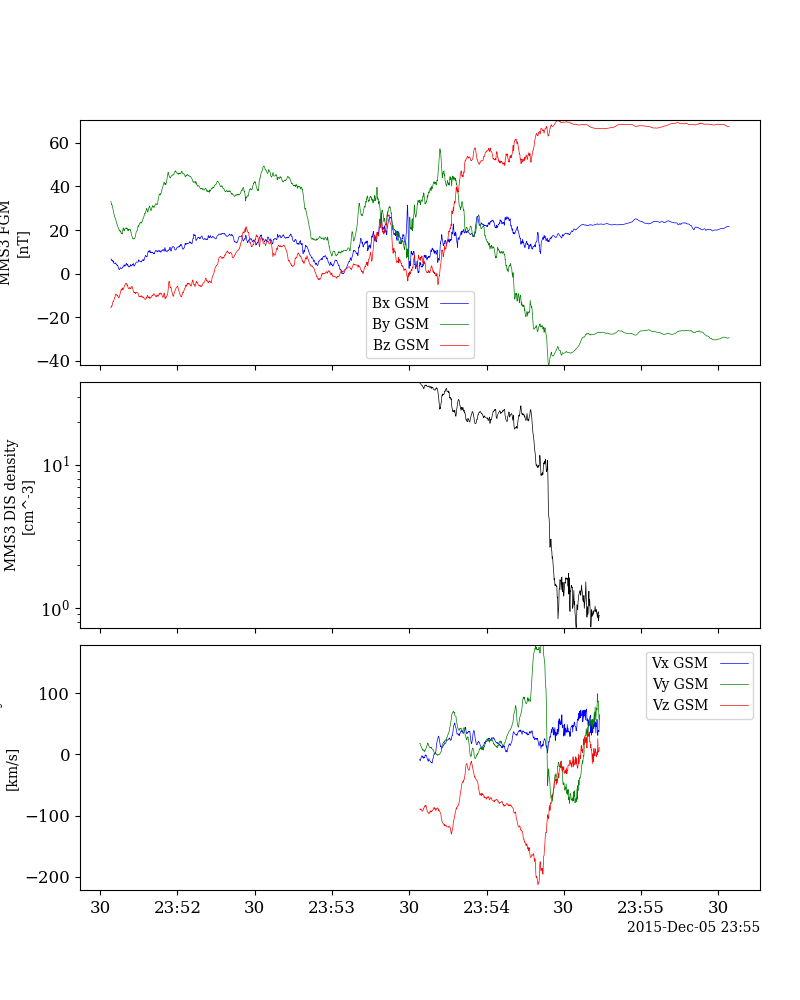 MMS3 FGM
[nT]
60
40
20
0
−20
−40
Bx GSM
By GSM
Bz GSM
MMS3 DIS density
[cm^-3]
10^1
10^0
[km/s]
100
0
−100
−200
Vx GSM
Vy GSM
Vz GSM
30 23:52 30 23:53 30 23:54 30 23:55 30
2015-Dec-05 23:55